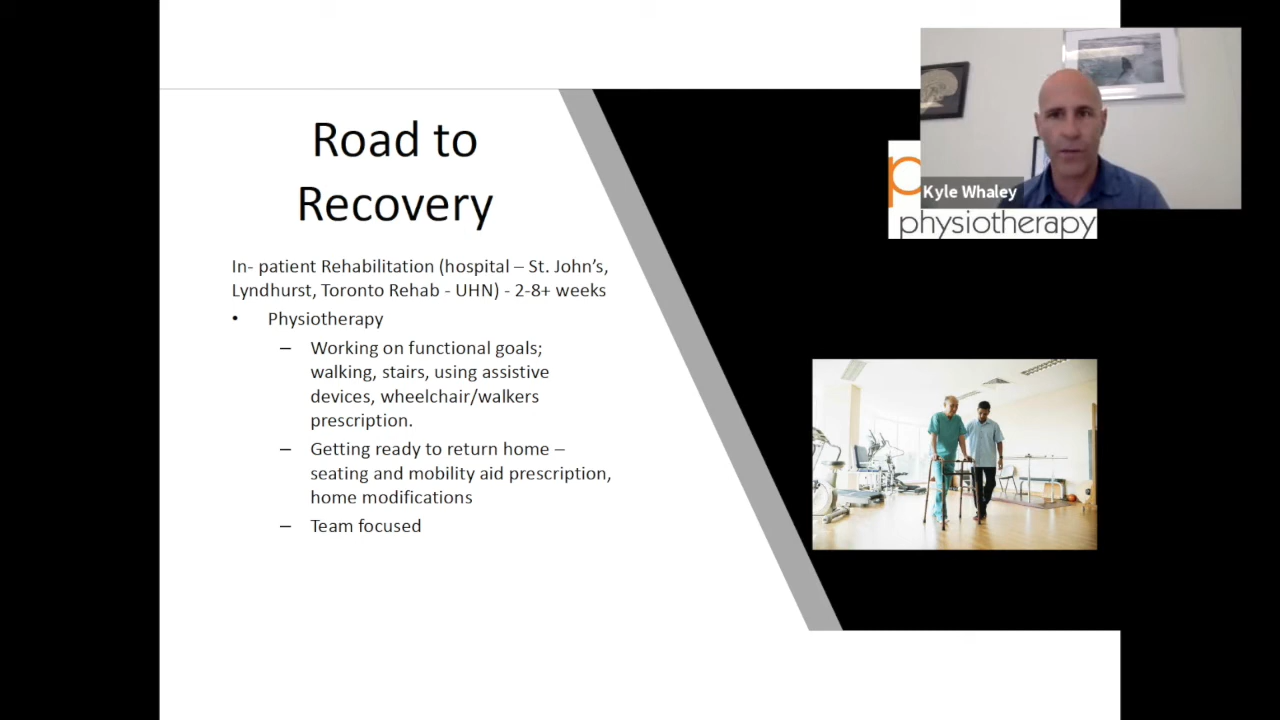 Road to
Recovery
In- patient Rehabilitation (hospital – St. John’s,
Lyndhurst, Toronto Rehab - UHN) - 2-8+ weeks
• Physiotherapy
– Working on functional goals;
walking, stairs, using assistive
devices, wheelchair/walkers
prescription.
– Getting ready to return home –
seating and mobility aid prescription,
home modifications
– Team focused
p
physiotherapy
Kyle Whaley